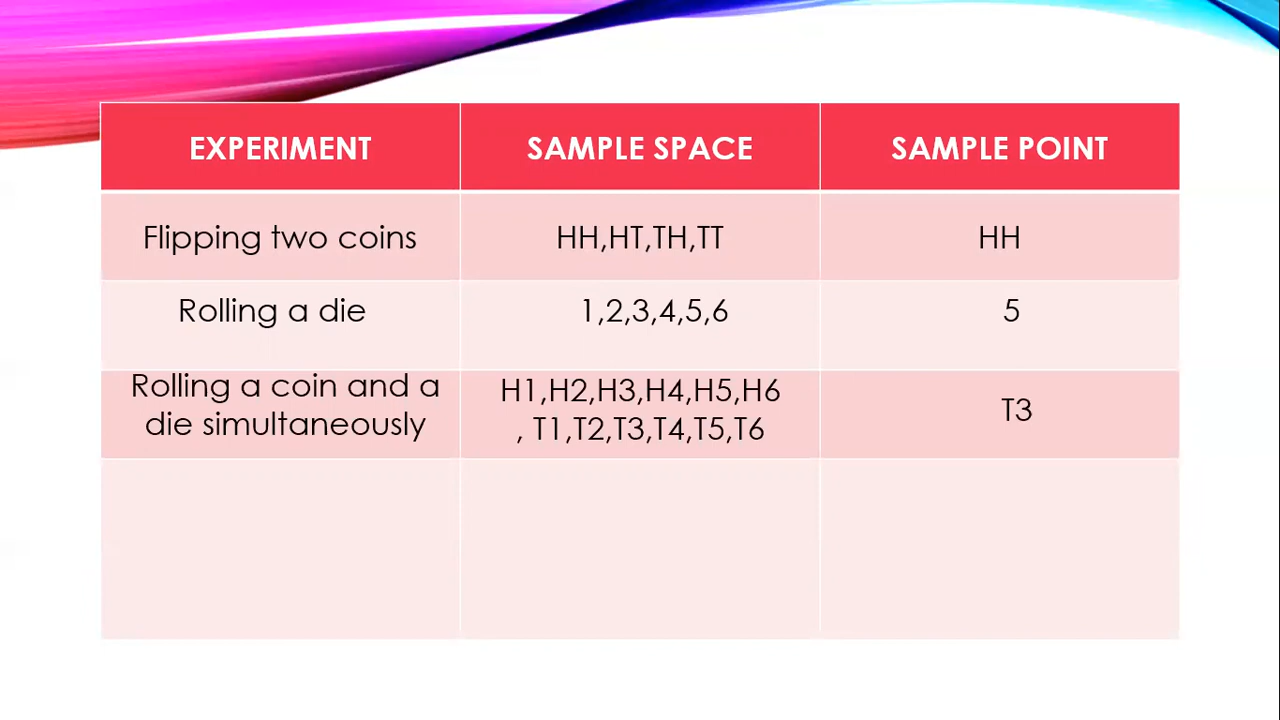 EXPERIMENT SAMPLE SPACE SAMPLE POINT
Flipping two coins HH,HT,TH,TT HH
Rolling a die 1,2,3,4,5,6 5
Rolling a coin and a
die simultaneously
H1,H2,H3,H4,H5,H6
, T1,T2,T3,T4,T5,T6
T3